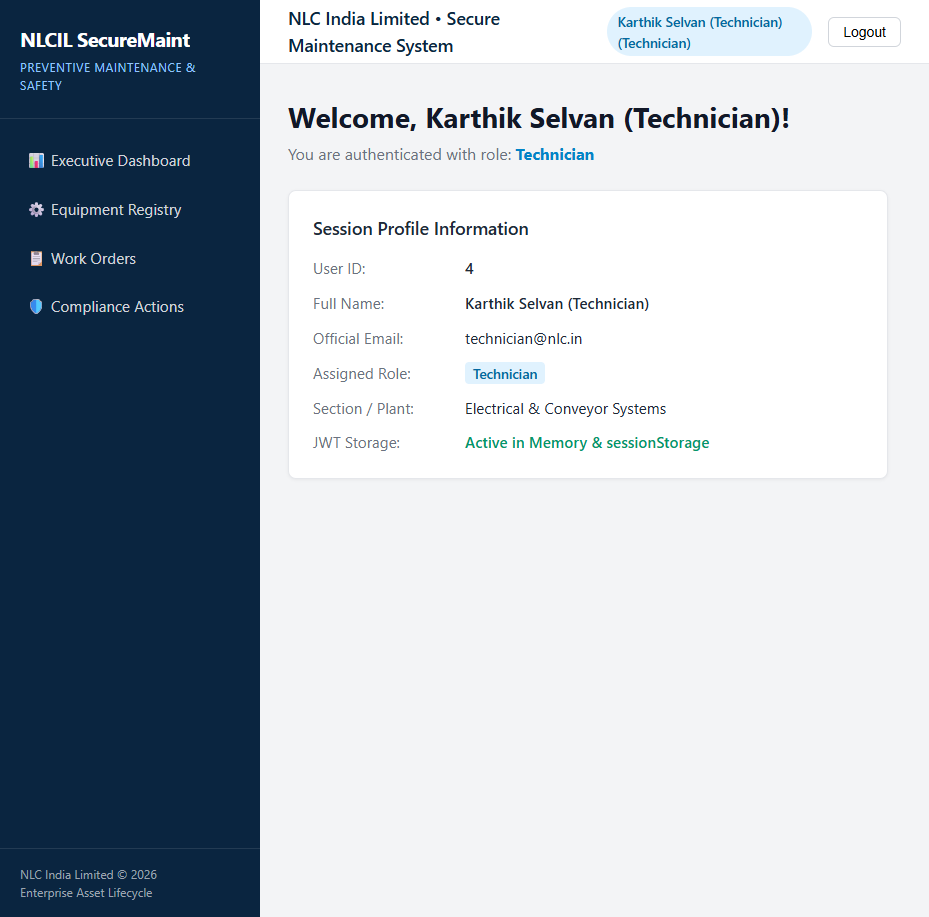 NLCIL SecureMaint
PREVENTIVE MAINTENANCE &
SAFETY
Executive Dashboard
Equipment Registry
Work Orders
Compliance Actions
NLC India Limited © 2026
Enterprise Asset Lifecycle
NLC India Limited • Secure
Maintenance System
Karthik Selvan (Technician)
(Technician)
Logout
Welcome, Karthik Selvan (Technician)!
You are authenticated with role: Technician
Session Profile Information
User ID: 4
Full Name: Karthik Selvan (Technician)
Official Email: technician@nlc.in
Assigned Role: Technician
Section / Plant: Electrical & Conveyor Systems
JWT Storage: Active in Memory & sessionStorage